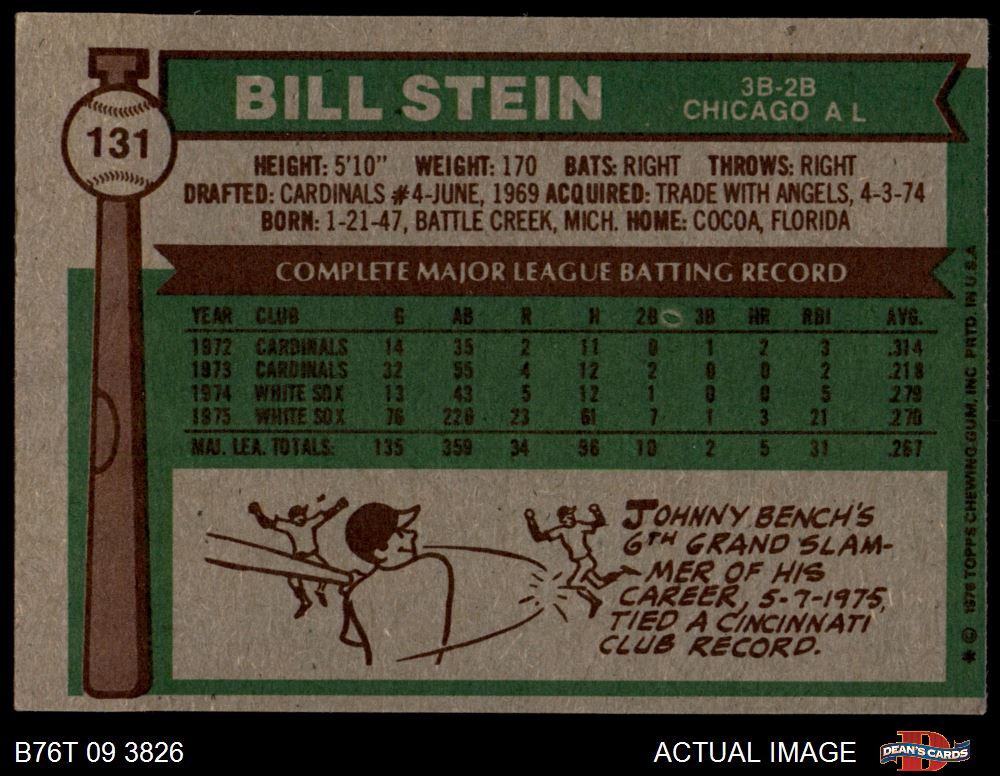 BILL STEIN
3B-2B
CHICAGO A L
131
HEIGHT: 5'10" WEIGHT: 170 BATS: RIGHT THROWS: RIGHT
DRAFTED: CARDINALS #4-JUNE, 1969 ACQUIRED: TRADE WITH ANGELS, 4-3-74
BORN: 1-21-47, BATTLE CREEK, MICH. HOME: COCOA, FLORIDA
COMPLETE MAJOR LEAGUE BATTING RECORD
YEAR CLUB G AB R H 2B 3B HR RBI AVG.
1972 CARDINALS 14 35 2 11 0 1 2 3 .314
1973 CARDINALS 32 55 4 12 2 0 0 2 .218
1974 WHITE SOX 13 43 5 12 1 0 0 5 .279
1975 WHITE SOX 76 226 23 61 7 1 3 21 .270
MAJ. LEA. TOTALS: 135 359 34 96 10 2 5 31 .267
JOHNNY BENCH'S
6TH GRAND SLAM-
MER OF HIS
CAREER, 5-7-1975,
TIED A CINCINNATI
CLUB RECORD.
* © 1976 TOPPS CHEWING GUM, INC PRTD. IN U.S.A
B76T 09 3826
ACTUAL IMAGE
DEAN'S CARDS